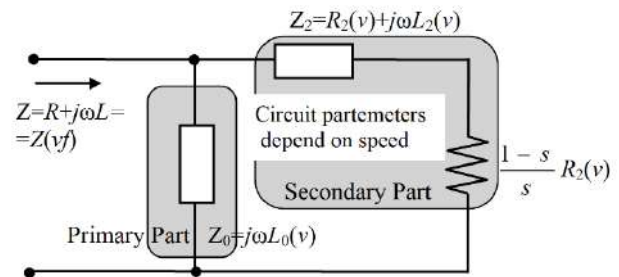 Z₂=R₂(v)+jωL₂(v)
Z=R+jωL=
=Z(vf)
Circuit partemeters
depend on speed
1 − s
s
R₂(v)
Secondary Part
Primary Part
Z₀=jωL₀(v)